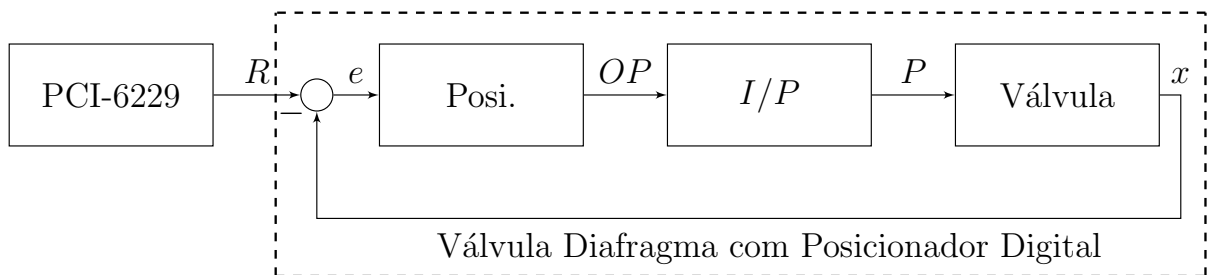 PCI-6229
R
−
e
Posi.
OP
I/P
P
Válvula
x
Válvula Diafragma com Posicionador Digital